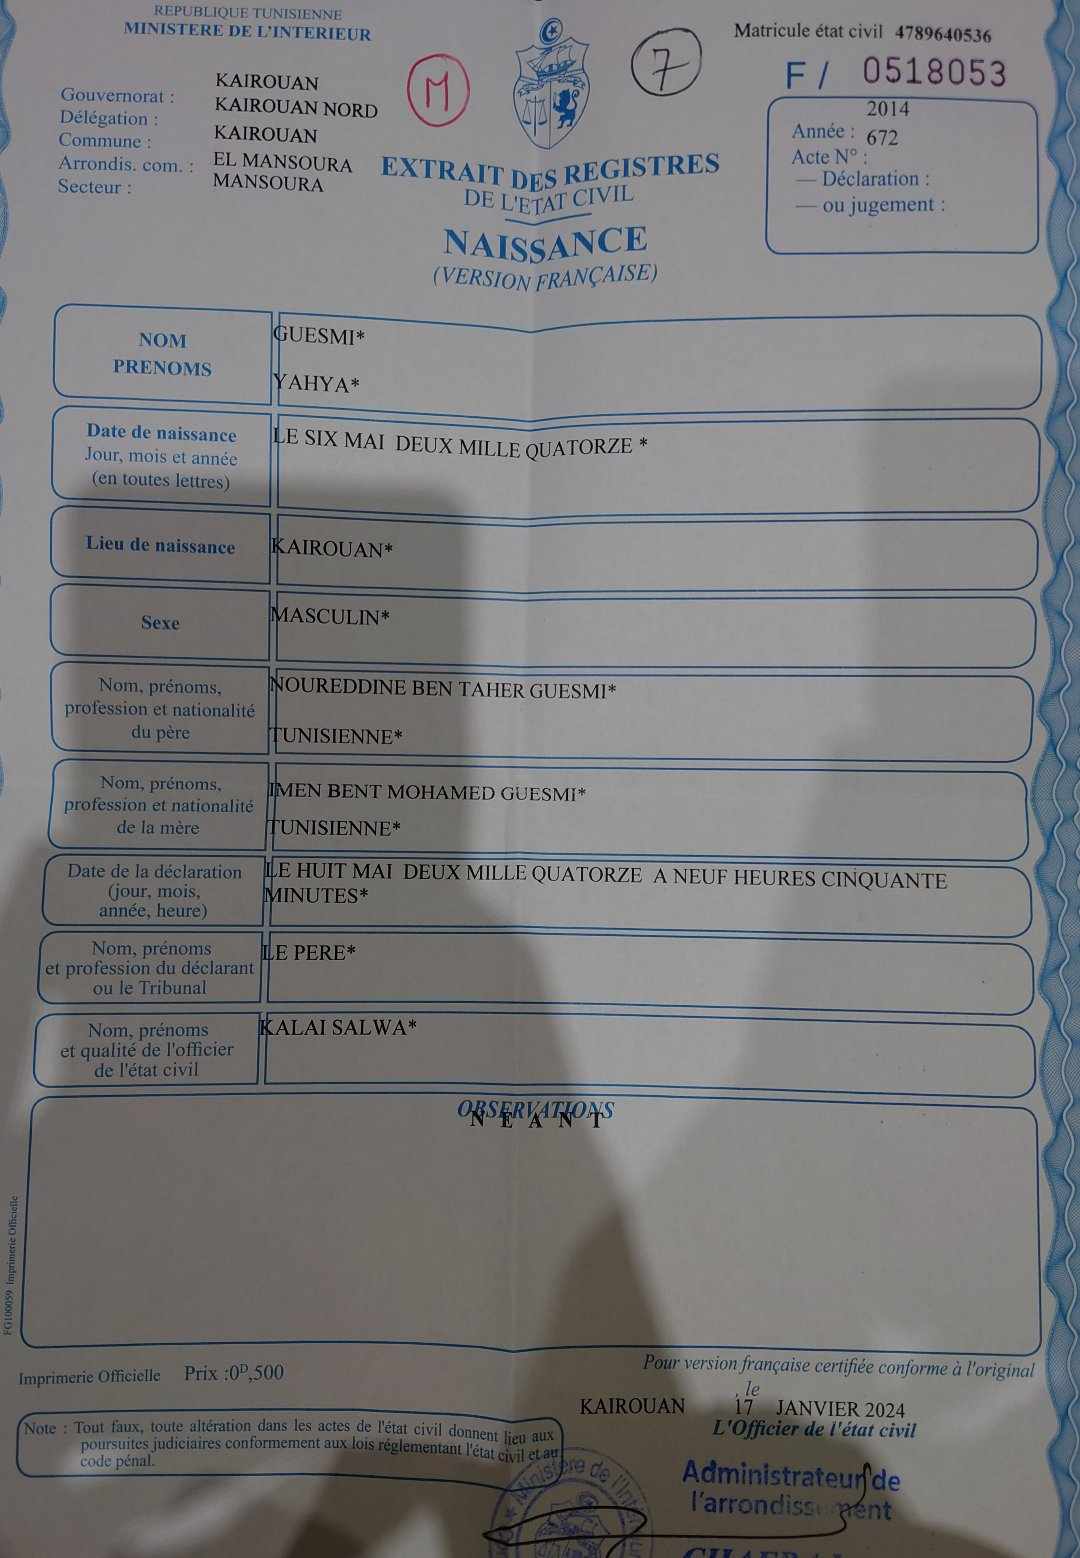 REPUBLIQUE TUNISIENNE
MINISTERE DE L'INTERIEUR
Matricule état civil 4789640536
F / 0518053
M
7
Gouvernorat : KAIROUAN
Délégation : KAIROUAN NORD
Commune : KAIROUAN
Arrondis. com. : EL MANSOURA
Secteur : MANSOURA
2014
Année : 672
Acte N° :
— Déclaration :
— ou jugement :
EXTRAIT DES REGISTRES
DE L'ETAT CIVIL
NAISSANCE
(VERSION FRANÇAISE)
NOM
PRENOMS
GUESMI*
YAHYA*
Date de naissance
Jour, mois et année
(en toutes lettres)
LE SIX MAI DEUX MILLE QUATORZE *
Lieu de naissance
KAIROUAN*
Sexe
MASCULIN*
Nom, prénoms,
profession et nationalité
du père
NOUREDDINE BEN TAHER GUESMI*
TUNISIENNE*
Nom, prénoms,
profession et nationalité
de la mère
IMEN BENT MOHAMED GUESMI*
TUNISIENNE*
Date de la déclaration
(jour, mois,
année, heure)
LE HUIT MAI DEUX MILLE QUATORZE A NEUF HEURES CINQUANTE
MINUTES*
Nom, prénoms
et profession du déclarant
ou le Tribunal
LE PERE*
Nom, prénoms
et qualité de l'officier
de l'état civil
KALAI SALWA*
OBSERVATIONS
N E A N T
FG100059 Imprimerie Officielle
Imprimerie Officielle Prix :0D,500
Pour version française certifiée conforme à l'original
, le
KAIROUAN 17 JANVIER 2024
L'Officier de l'état civil
Note : Tout faux, toute altération dans les actes de l'état civil donnent lieu aux
poursuites judiciaires conformement aux lois réglementant l'état civil et au
code pénal.
Ministère de l'Inter
Administrateur de
l'arrondissement